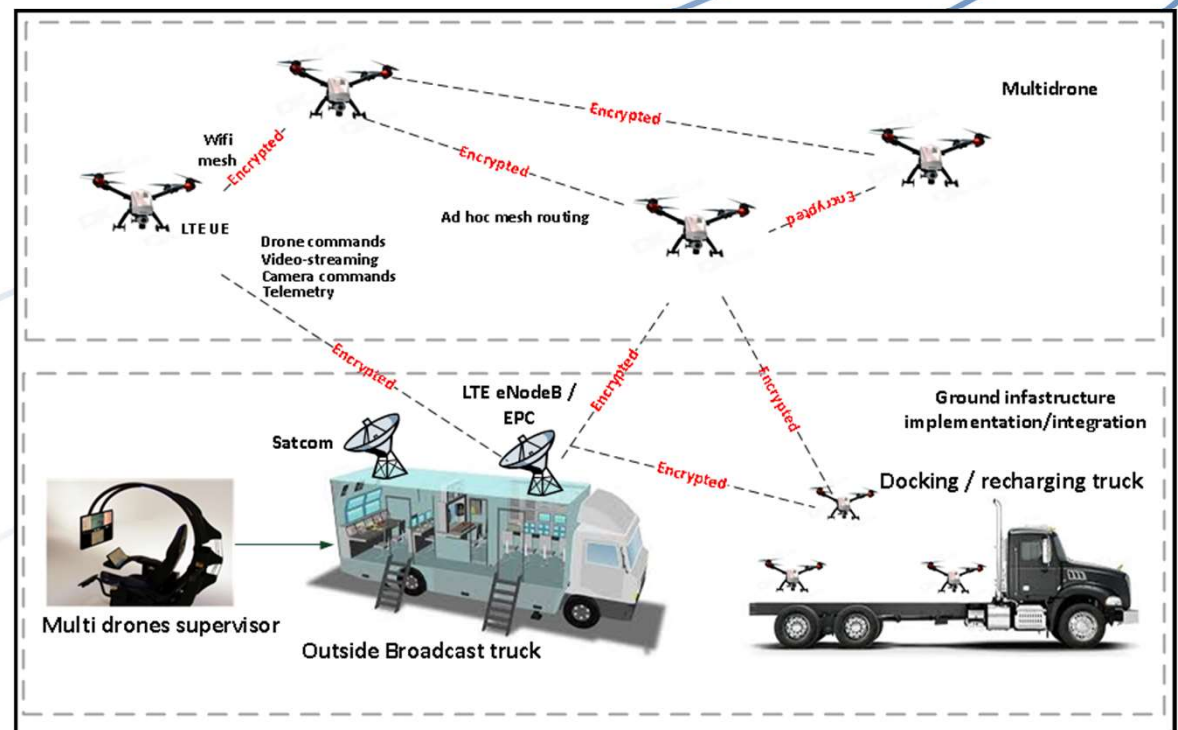 Multidrone
Encrypted
Wifi
mesh
Encrypted
Encrypted
Encrypted
LTE UE
Ad hoc mesh routing
Drone commands
Video-streaming
Camera commands
Telemetry
Encrypted
Encrypted
Encrypted
LTE eNodeB /
EPC
Ground infastructure
implementation/integration
Satcom
Encrypted
Docking / recharging truck
Multi drones supervisor
Outside Broadcast truck